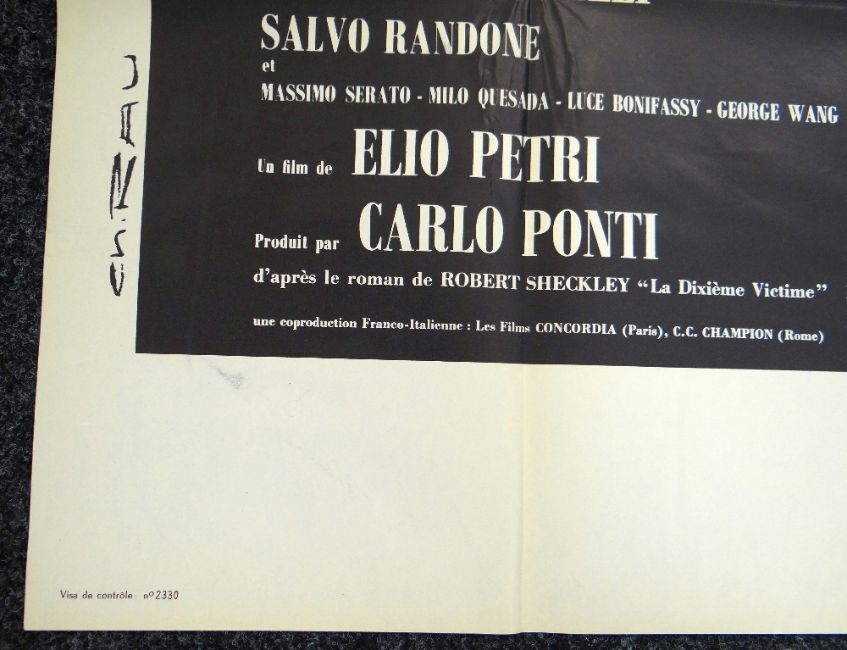 SALVO RANDONE
et
MASSIMO SERATO - MILO QUESADA - LUCE BONIFASSY - GEORGE WANG
Un film de ELIO PETRI
Produit par CARLO PONTI
d'après le roman de ROBERT SHECKLEY “La Dixième Victime”
une coproduction Franco-Italienne : Les Films CONCORDIA (Paris), C.C. CHAMPION (Rome)
Visa de contrôle nº2330